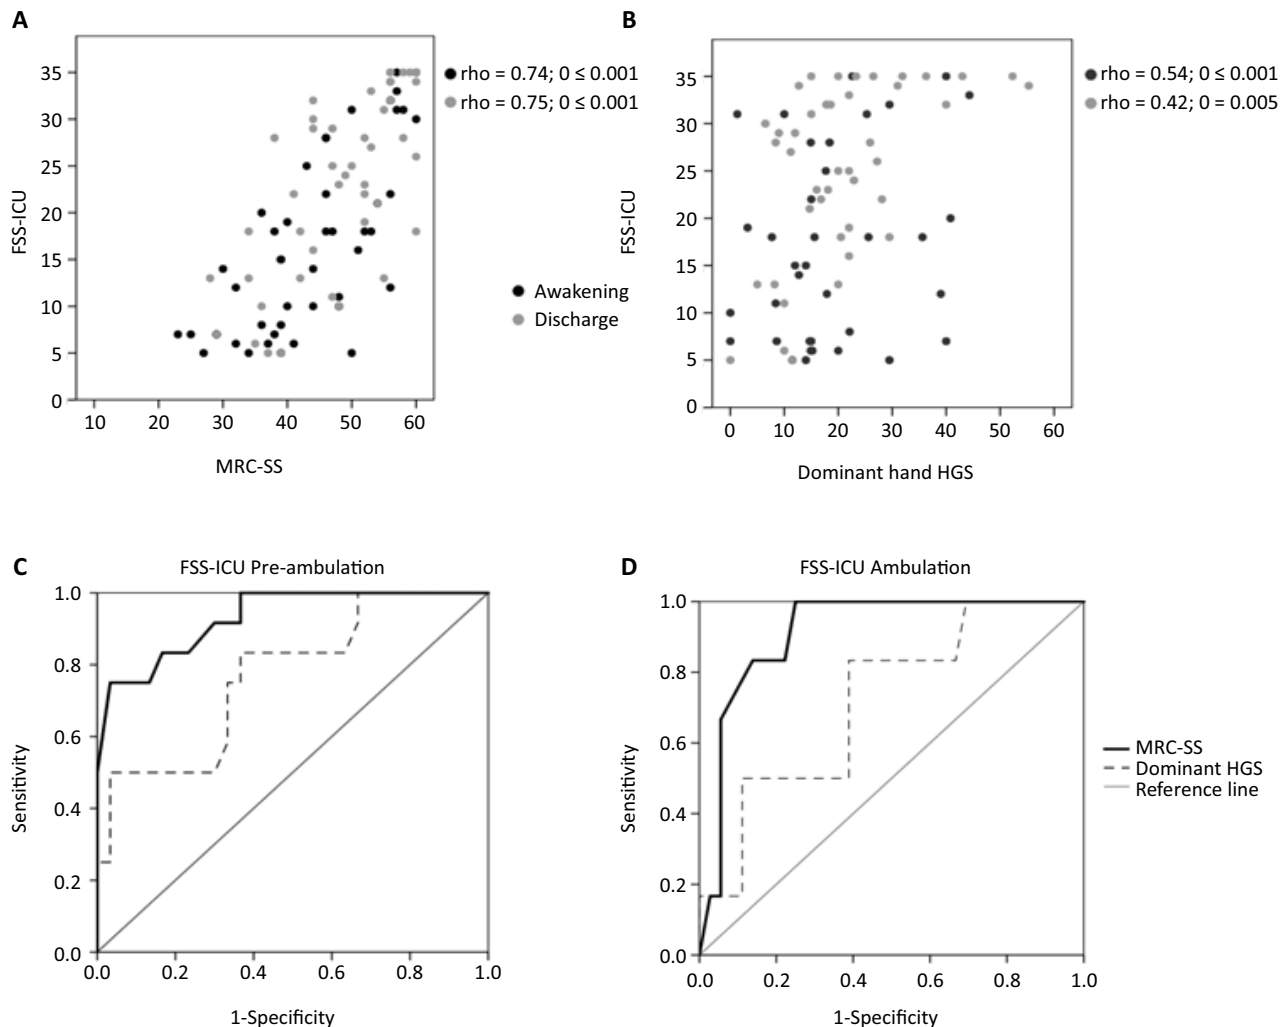 A
35
30
25
20
15
10
5
0
FSS-ICU
10 20 30 40 50 60
MRC-SS
rho = 0.74; 0 ≤ 0.001
rho = 0.75; 0 ≤ 0.001
Awakening
Discharge
B
35
30
25
20
15
10
5
0
FSS-ICU
0 10 20 30 40 50 60
Dominant hand HGS
rho = 0.54; 0 ≤ 0.001
rho = 0.42; 0 = 0.005
C
FSS-ICU Pre-ambulation
1.0
0.8
0.6
0.4
0.2
0.0
Sensitivity
0.0 0.2 0.4 0.6 0.8 1.0
1-Specificity
D
FSS-ICU Ambulation
1.0
0.8
0.6
0.4
0.2
0.0
Sensitivity
0.0 0.2 0.4 0.6 0.8 1.0
1-Specificity
MRC-SS
Dominant HGS
Reference line